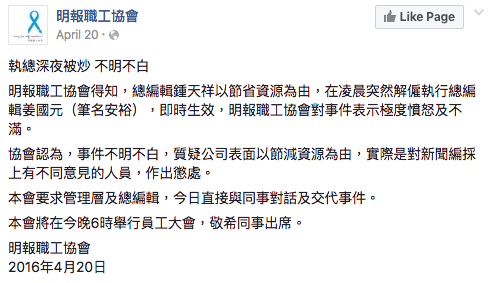 明報職工協會
April 20
Like Page
執總深夜被炒 不明不白
明報職工協會得知，總編輯鍾天祥以節省資源為由，在凌晨突然解僱執行總編
輯姜國元（筆名安裕），即時生效，明報職工協會對事件表示極度憤怒及不
滿。
協會認為，事件不明不白，質疑公司表面以節減資源為由，實際是對新聞編採
上有不同意見的人員，作出懲處。
本會要求管理層及總編輯，今日直接與同事對話及交代事件。
本會將在今晚6時舉行員工大會，敬希同事出席。
明報職工協會
2016年4月20日